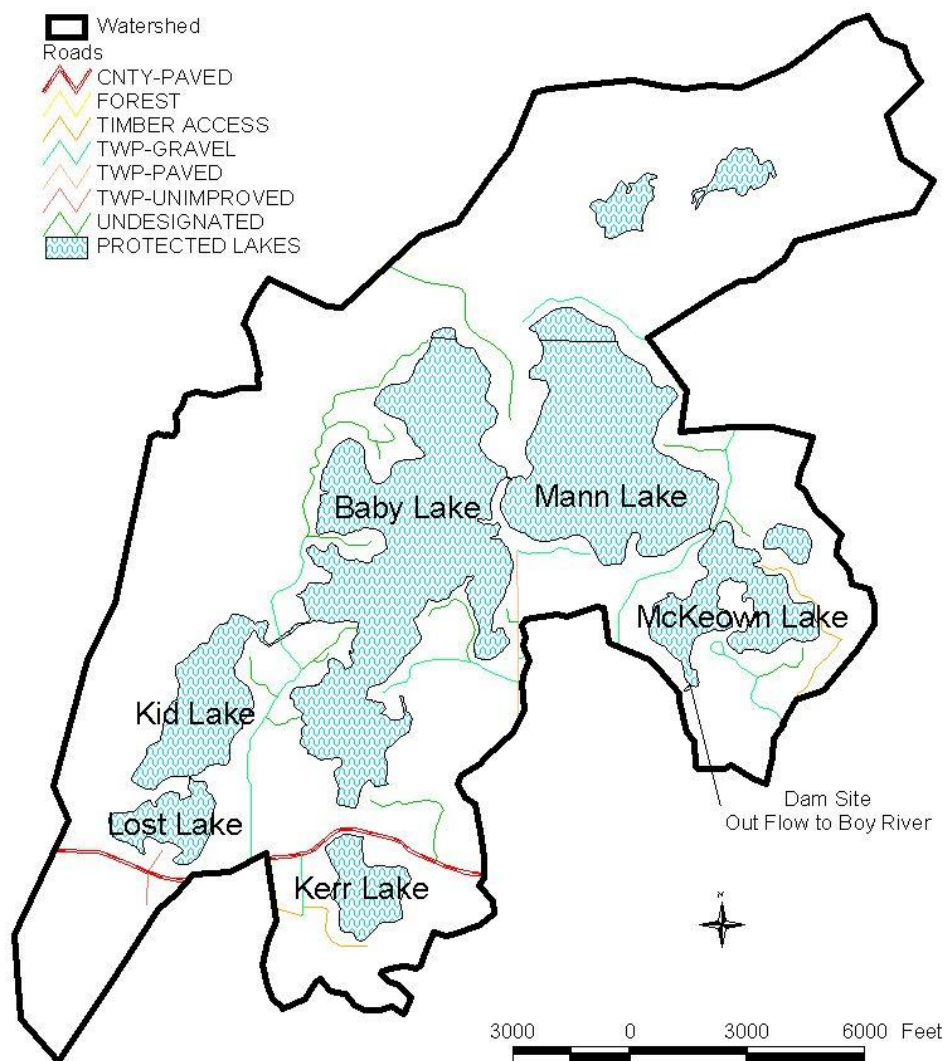 Watershed
Roads
CNTY-PAVED
FOREST
TIMBER ACCESS
TWP-GRAVEL
TWP-PAVED
TWP-UNIMPROVED
UNDESIGNATED
PROTECTED LAKES
Baby Lake
Mann Lake
McKeown Lake
Kid Lake
Lost Lake
Kerr Lake
Dam Site
Out Flow to Boy River
N
3000 0 3000 6000 Feet